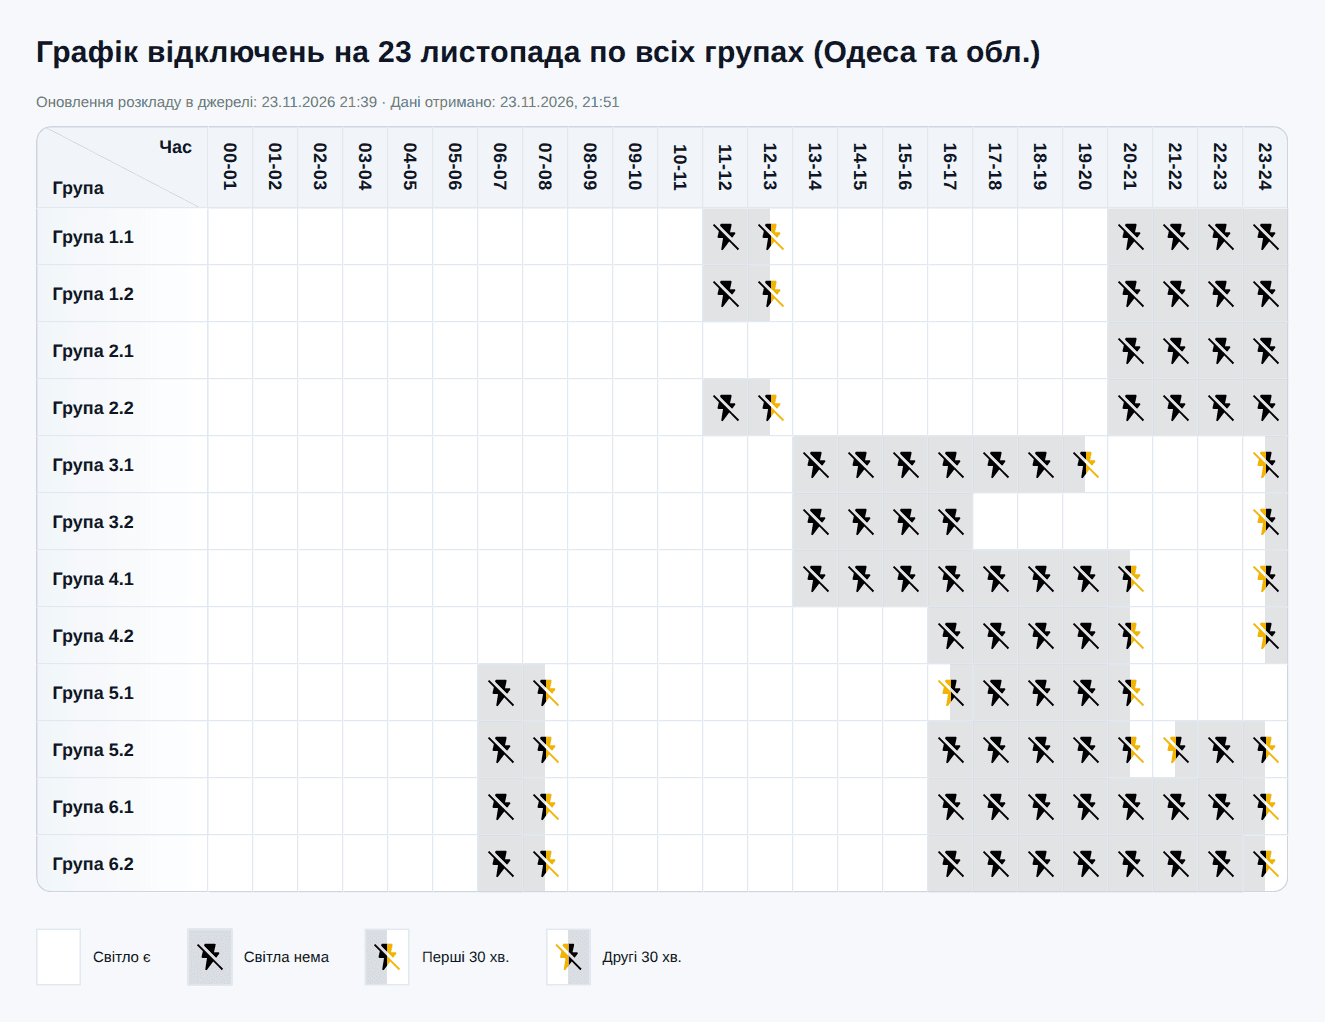 Графік відключень на 23 листопада по всіх групах (Одеса та обл.)
Оновлення розкладу в джерелі: 23.11.2026 21:39 · Дані отримано: 23.11.2026, 21:51
Час
Група
00-01 01-02 02-03 03-04 04-05 05-06 06-07 07-08 08-09 09-10 10-11 11-12 12-13 13-14 14-15 15-16 16-17 17-18 18-19 19-20 20-21 21-22 22-23 23-24
Група 1.1
Група 1.2
Група 2.1
Група 2.2
Група 3.1
Група 3.2
Група 4.1
Група 4.2
Група 5.1
Група 5.2
Група 6.1
Група 6.2
Світло є Світла нема Перші 30 хв. Другі 30 хв.